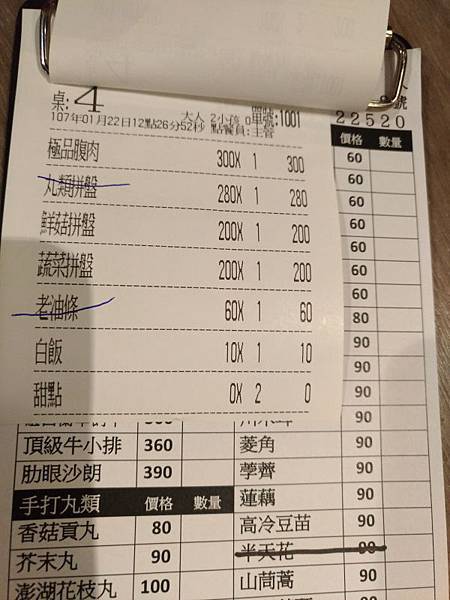 桌:4
大人 2小孩 0單號:1001
107年01月22日12點26分52秒 點餐員:主管
極品腹肉 300X 1 300
丸類拼盤 280X 1 280
鮮菇拼盤 200X 1 200
蔬菜拼盤 200X 1 200
老油條 60X 1 60
白飯 10X 1 10
甜點 0X 2 0
號
22520
價格 數量
60
60
60
60
60
60
60
80
90
90
90
頂級牛小排 360 菱角 90
肋眼沙朗 390 荸薺 90
手打丸類 價格 數量 蓮藕 90
香菇貢丸 80 高冷豆苗 90
芥末丸 90 半天花 90
澎湖花枝丸 100 山茼蒿 90